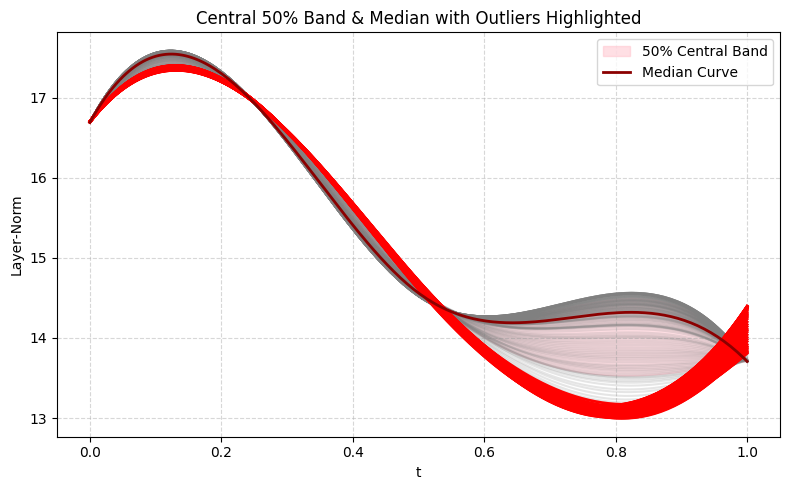 Central 50% Band & Median with Outliers Highlighted
50% Central Band
Median Curve
Layer-Norm
17
16
15
14
13
0.0 0.2 0.4 0.6 0.8 1.0
t